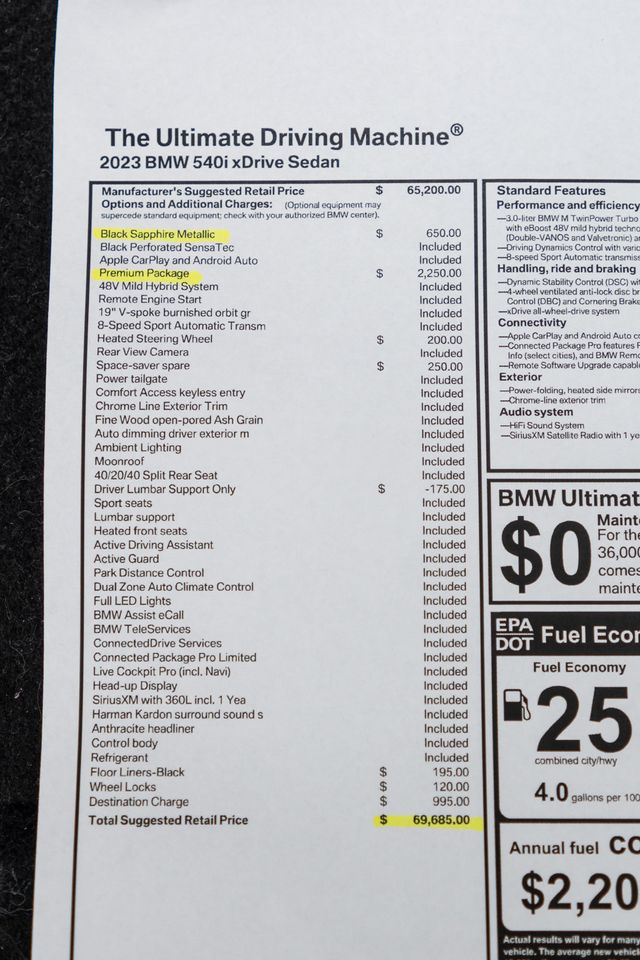 The Ultimate Driving Machine®
2023 BMW 540i xDrive Sedan
Manufacturer's Suggested Retail Price $ 65,200.00
Options and Additional Charges: (Optional equipment may
supercede standard equipment; check with your authorized BMW center).
Black Sapphire Metallic $ 650.00
Black Perforated SensaTec Included
Apple CarPlay and Android Auto Included
Premium Package $ 2,250.00
48V Mild Hybrid System Included
Remote Engine Start Included
19" V-spoke burnished orbit gr Included
8-Speed Sport Automatic Transm Included
Heated Steering Wheel $ 200.00
Rear View Camera Included
Space-saver spare $ 250.00
Power tailgate Included
Comfort Access keyless entry Included
Chrome Line Exterior Trim Included
Fine Wood open-pored Ash Grain Included
Auto dimming driver exterior m Included
Ambient Lighting Included
Moonroof Included
40/20/40 Split Rear Seat Included
Driver Lumbar Support Only $ -175.00
Sport seats Included
Lumbar support Included
Heated front seats Included
Active Driving Assistant Included
Active Guard Included
Park Distance Control Included
Dual Zone Auto Climate Control Included
Full LED Lights Included
BMW Assist eCall Included
BMW TeleServices Included
ConnectedDrive Services Included
Connected Package Pro Limited Included
Live Cockpit Pro (incl. Navi) Included
Head-up Display Included
SiriusXM with 360L incl. 1 Yea Included
Harman Kardon surround sound s Included
Anthracite headliner Included
Control body Included
Refrigerant Included
Floor Liners-Black $ 195.00
Wheel Locks $ 120.00
Destination Charge $ 995.00
Total Suggested Retail Price $ 69,685.00
Standard Features
Performance and efficiency
—3.0-liter BMW M TwinPower Turbo
with eBoost 48V mild hybrid techno
(Double-VANOS and Valvetronic) a
—Driving Dynamics Control with vari
—8-speed Sport Automatic transmiss
Handling, ride and braking
—Dynamic Stability Control (DSC) wi
—4-wheel ventilated anti-lock disc br
Control (DBC) and Cornering Brake
—xDrive all-wheel-drive system
Connectivity
—Apple CarPlay and Android Auto co
—Connected Package Pro features R
Info (select cities), and BMW Remo
—Remote Software Upgrade capabl
Exterior
—Power-folding, heated side mirrors
—Chrome-line exterior trim
Audio system
—HiFi Sound System
—SiriusXM Satellite Radio with 1 ye
BMW Ultimat
$0
Mainte
For the
36,000
comes
mainte
EPA
DOT Fuel Econ
Fuel Economy
25
combined city/hwy
4.0 gallons per 100
Annual fuel CO
$2,20
Actual results will vary for many
vehicle. The average new vehicle